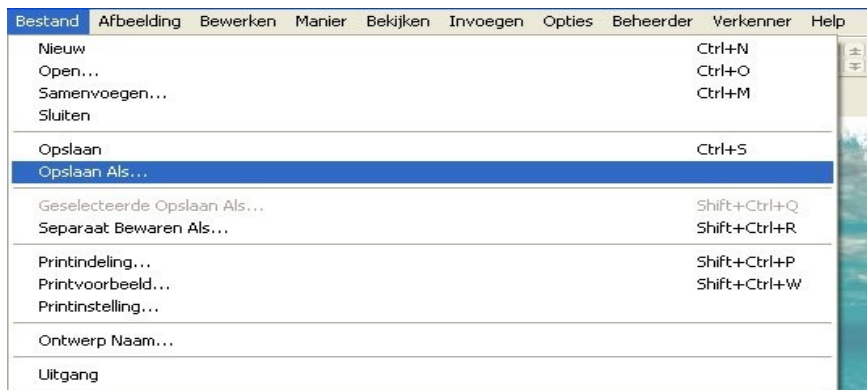 Bestand Afbeelding Bewerken Manier Bekijken Invoegen Opties Beheerder Verkenner Help
Nieuw Ctrl+N
Open... Ctrl+O
Samenvoegen... Ctrl+M
Sluiten
Opslaan Ctrl+S
Opslaan Als...
Geselecteerde Opslaan Als... Shift+Ctrl+Q
Separaat Bewaren Als... Shift+Ctrl+R
Printindeling... Shift+Ctrl+P
Printvoorbeeld... Shift+Ctrl+W
Printinstelling...
Ontwerp Naam...
Uitgang